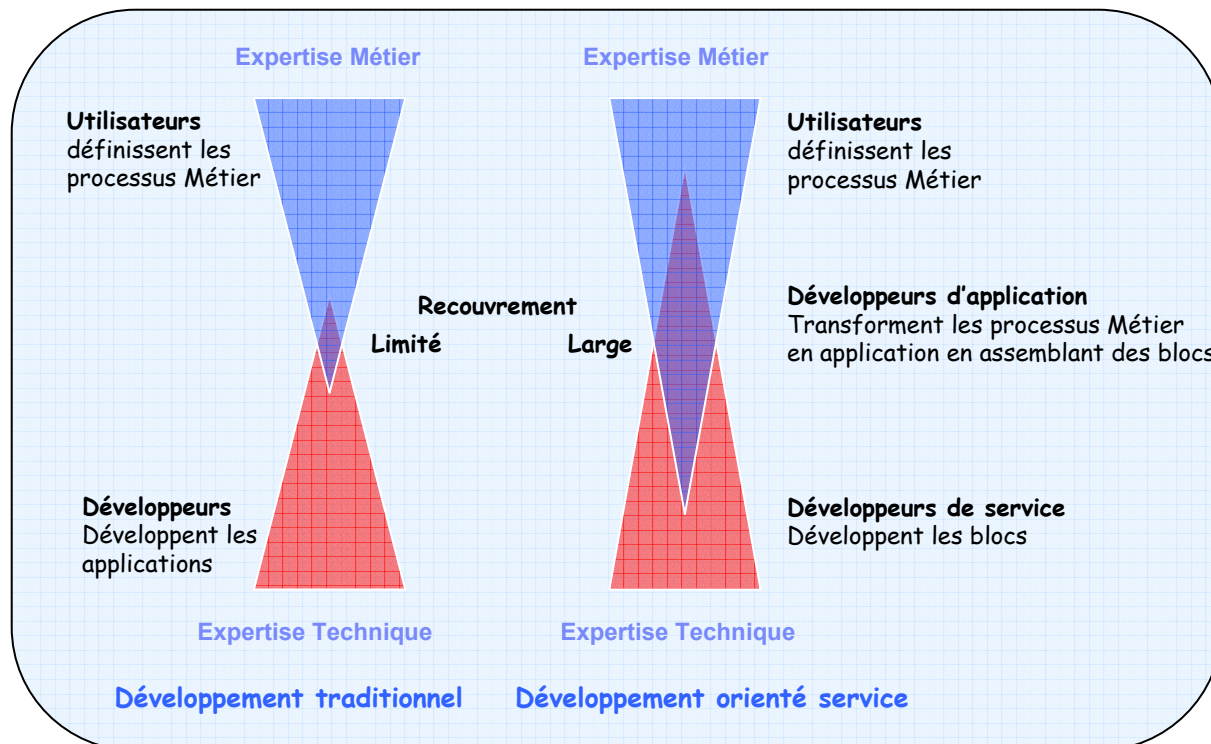 Expertise Métier
Expertise Métier
Utilisateurs
définissent les
processus Métier
Utilisateurs
définissent les
processus Métier
Recouvrement
Limité
Large
Développeurs d'application
Transforment les processus Métier
en application en assemblant des blocs
Développeurs
Développent les
applications
Développeurs de service
Développent les blocs
Expertise Technique
Expertise Technique
Développement traditionnel
Développement orienté service